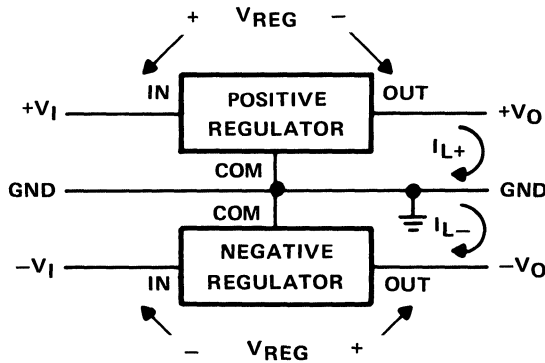 + VREG −
IN POSITIVE REGULATOR OUT
+VI +VO
COM IL+
GND GND
COM IL−
−VI NEGATIVE REGULATOR −VO
IN OUT
− VREG +